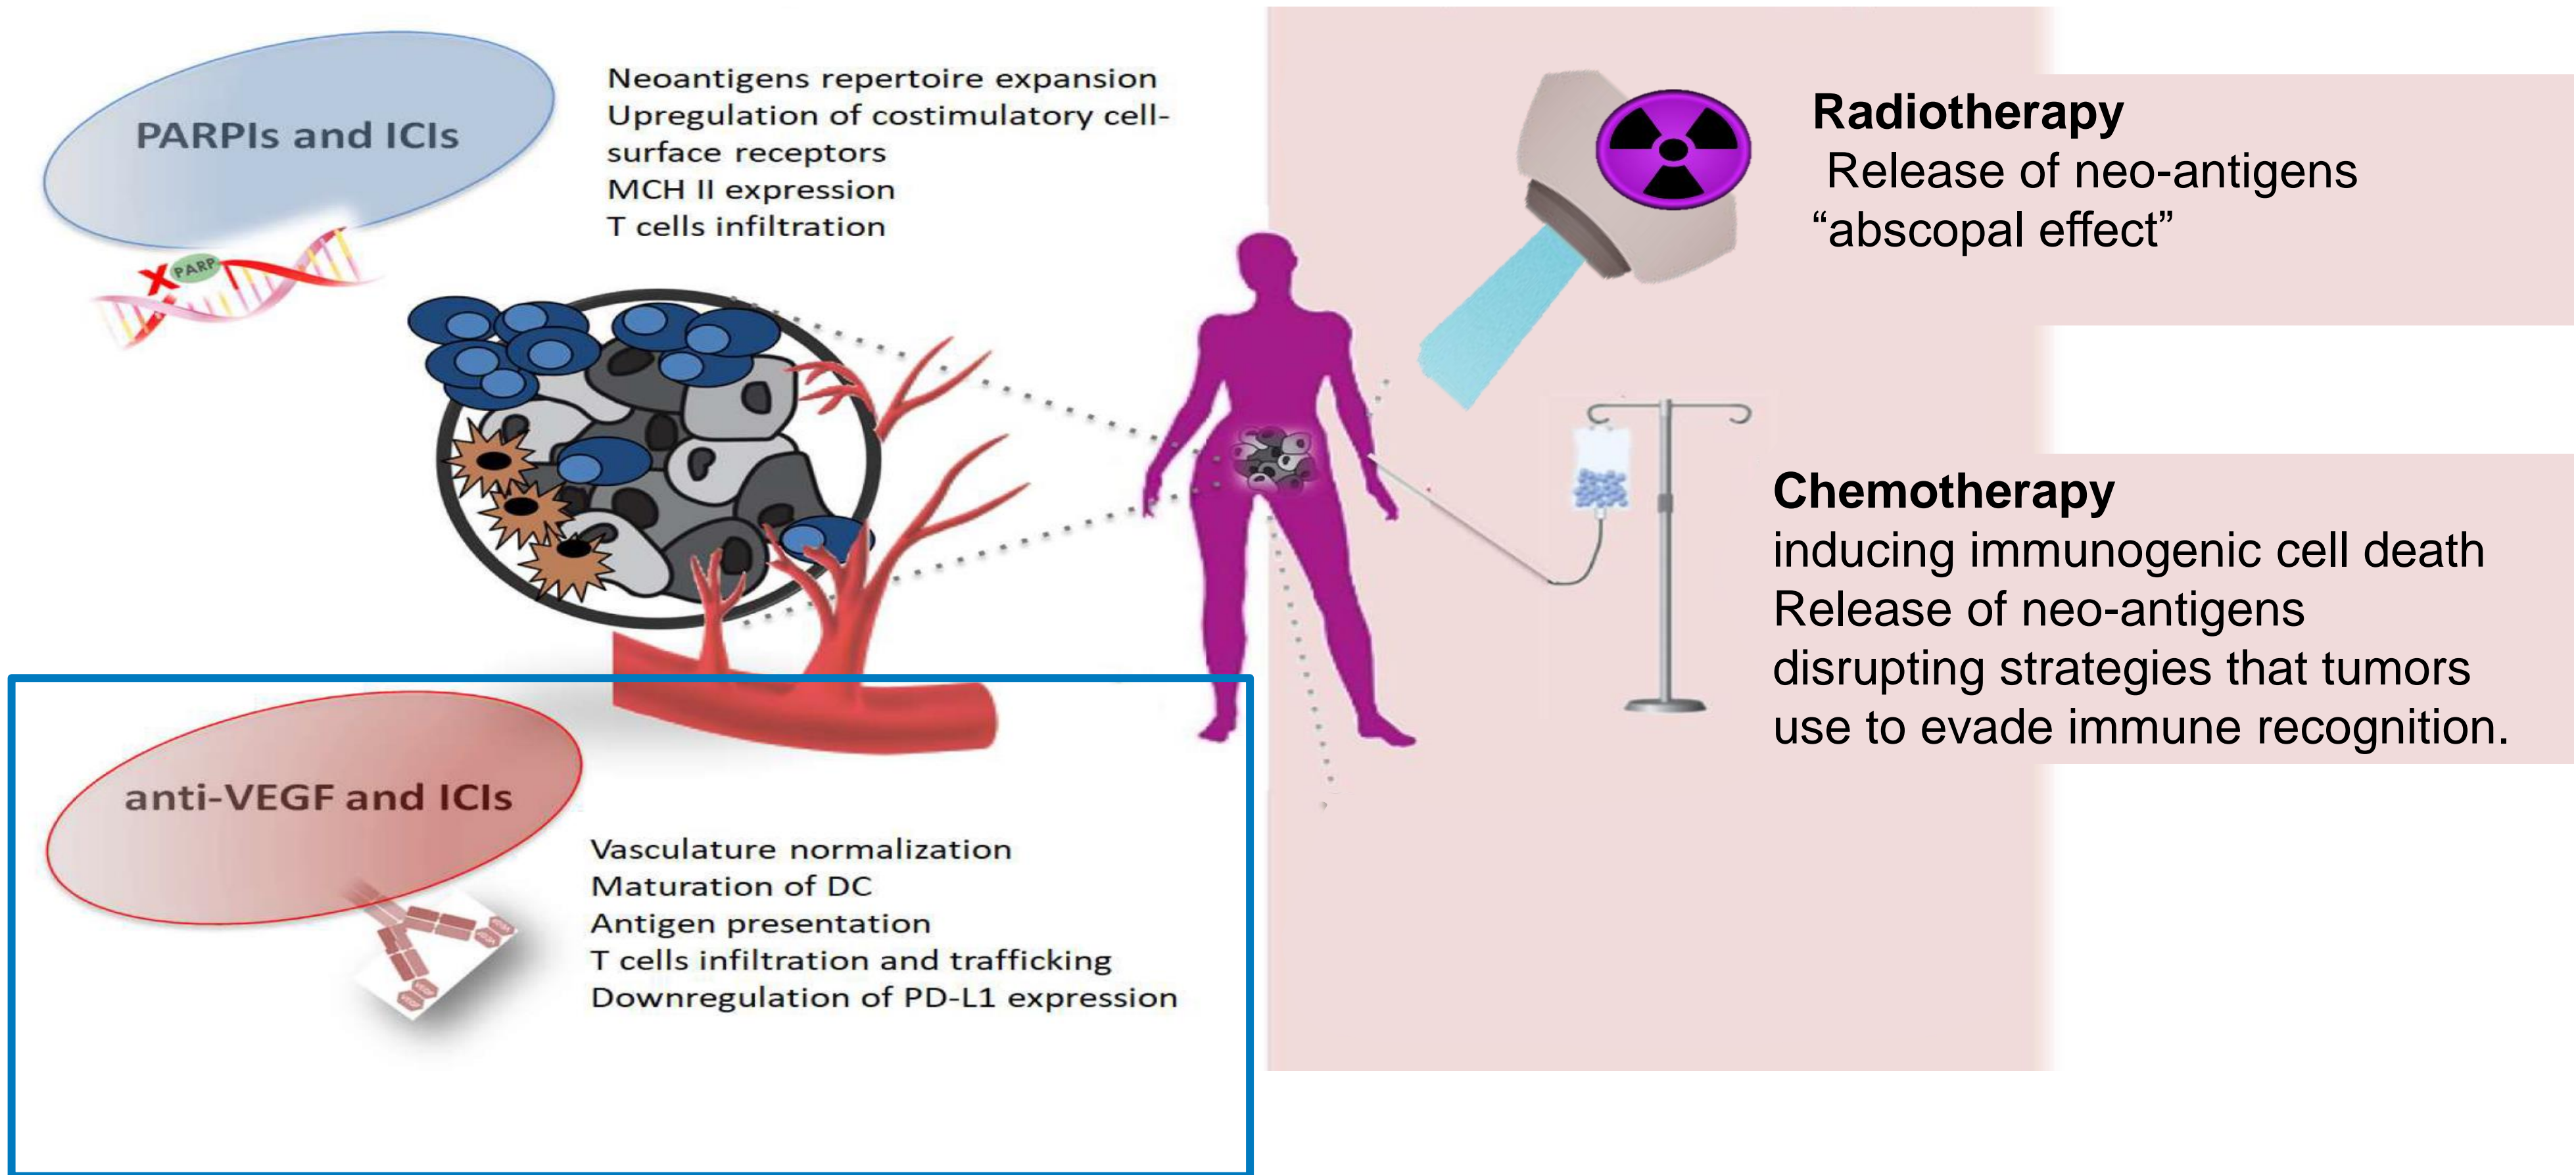 PARPIs and ICIs
Neoantigens repertoire expansion
Upregulation of costimulatory cell-
surface receptors
MCH II expression
T cells infiltration
PARP
Radiotherapy
Release of neo-antigens
“abscopal effect”
Chemotherapy
inducing immunogenic cell death
Release of neo-antigens
disrupting strategies that tumors
use to evade immune recognition.
anti-VEGF and ICIs
Vasculature normalization
Maturation of DC
Antigen presentation
T cells infiltration and trafficking
Downregulation of PD-L1 expression
VEGF
VEGF